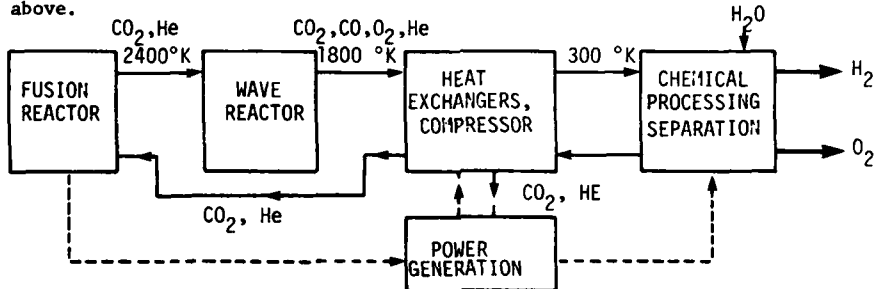 above.
CO2,He
2400°K
CO2,CO,O2,He
1800 °K
300 °K
H2O
FUSION
REACTOR
WAVE
REACTOR
HEAT
EXCHANGERS,
COMPRESSOR
CHEMICAL
PROCESSING
SEPARATION
H2
O2
CO2, He
CO2, HE
POWER
GENERATION